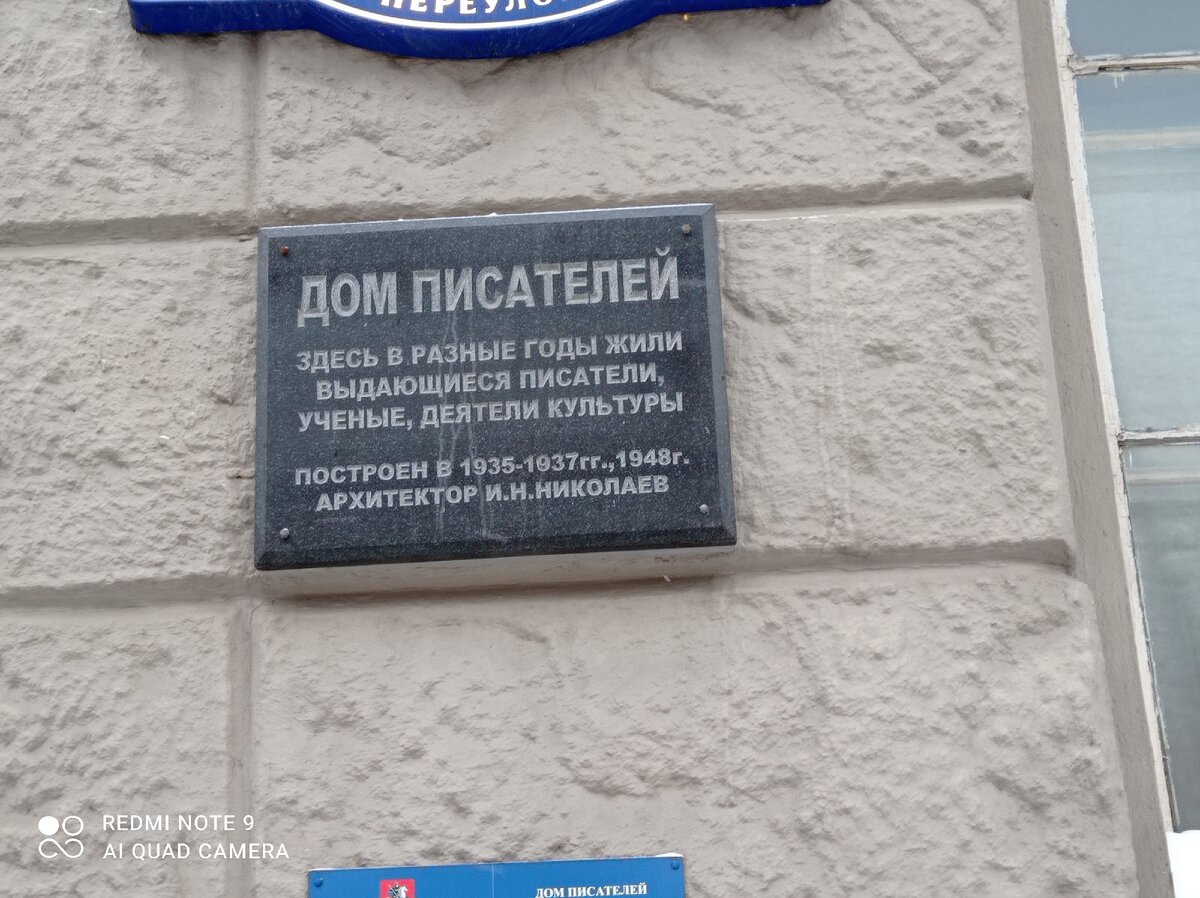 ДОМ ПИСАТЕЛЕЙ
ЗДЕСЬ В РАЗНЫЕ ГОДЫ ЖИЛИ
ВЫДАЮЩИЕСЯ ПИСАТЕЛИ,
УЧЕНЫЕ, ДЕЯТЕЛИ КУЛЬТУРЫ
ПОСТРОЕН В 1935-1937гг.,1948г.
АРХИТЕКТОР И.Н.НИКОЛАЕВ
REDMI NOTE 9
AI QUAD CAMERA
ДОМ ПИСАТЕЛЕЙ